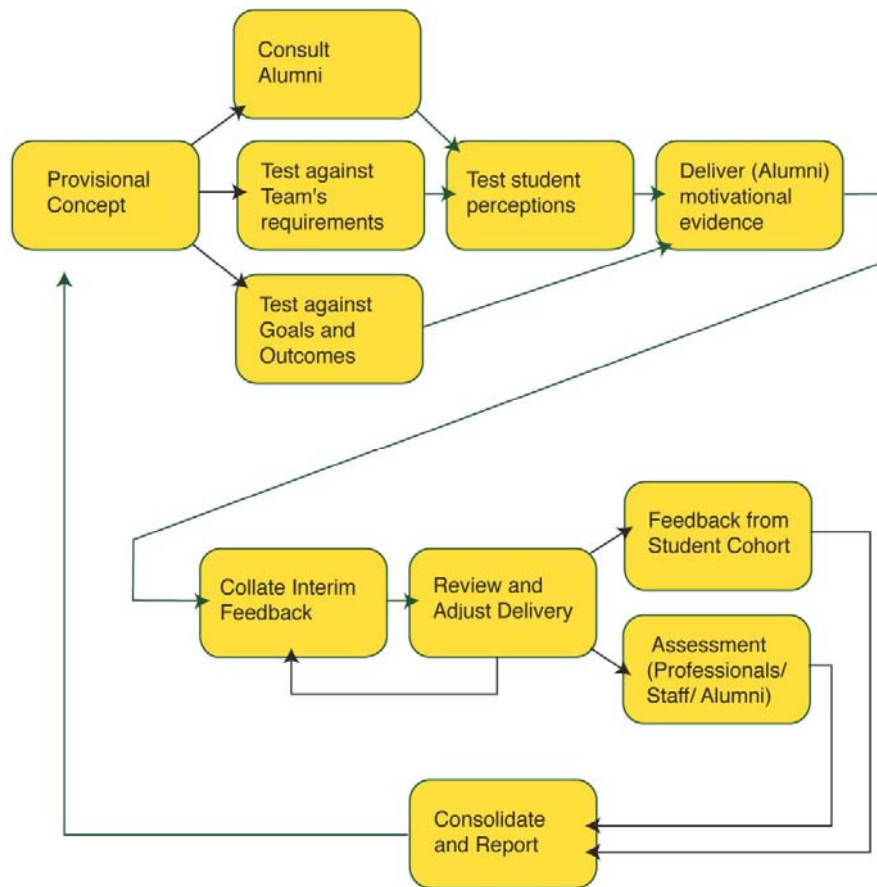 Consult
Alumni
Provisional
Concept
Test against
Team's
requirements
Test student
perceptions
Deliver (Alumni)
motivational
evidence
Test against
Goals and
Outcomes
Collate Interim
Feedback
Review and
Adjust Delivery
Feedback from
Student Cohort
Assessment
(Professionals/
Staff/ Alumni)
Consolidate
and Report